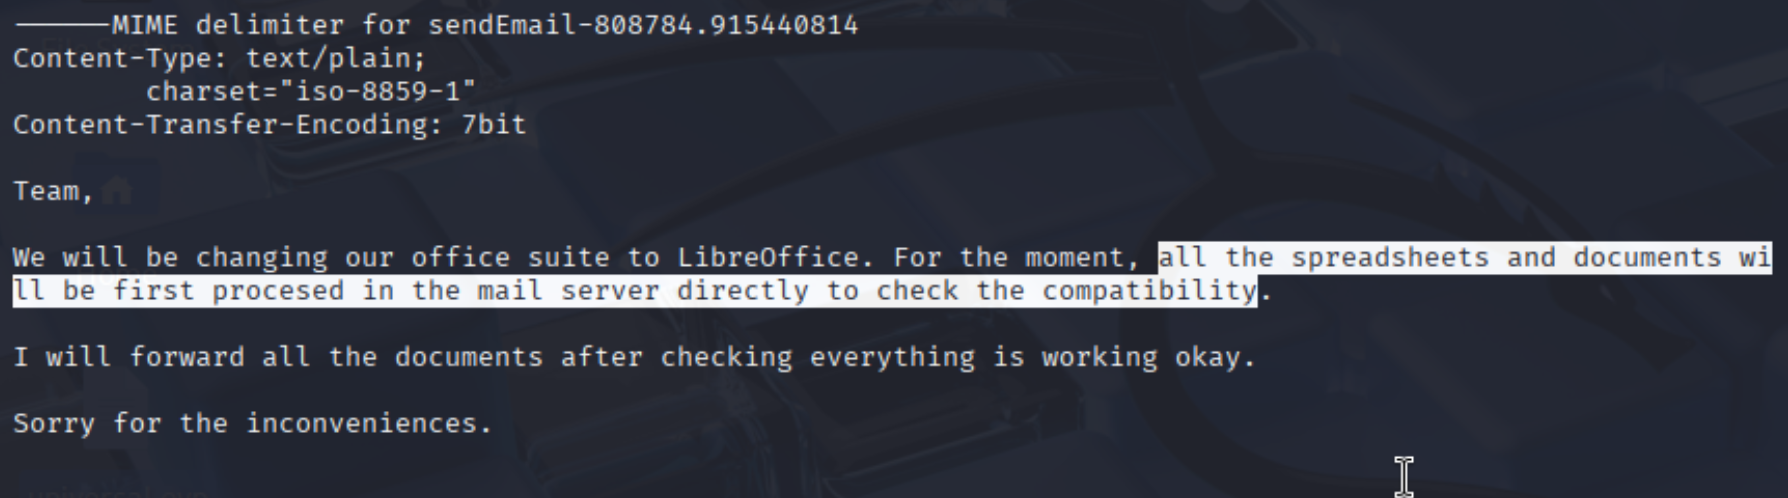 ————MIME delimiter for sendEmail-808784.915440814
Content-Type: text/plain;
charset="iso-8859-1"
Content-Transfer-Encoding: 7bit
Team,
We will be changing our office suite to LibreOffice. For the moment, all the spreadsheets and documents wi
ll be first procesed in the mail server directly to check the compatibility.
I will forward all the documents after checking everything is working okay.
Sorry for the inconveniences.